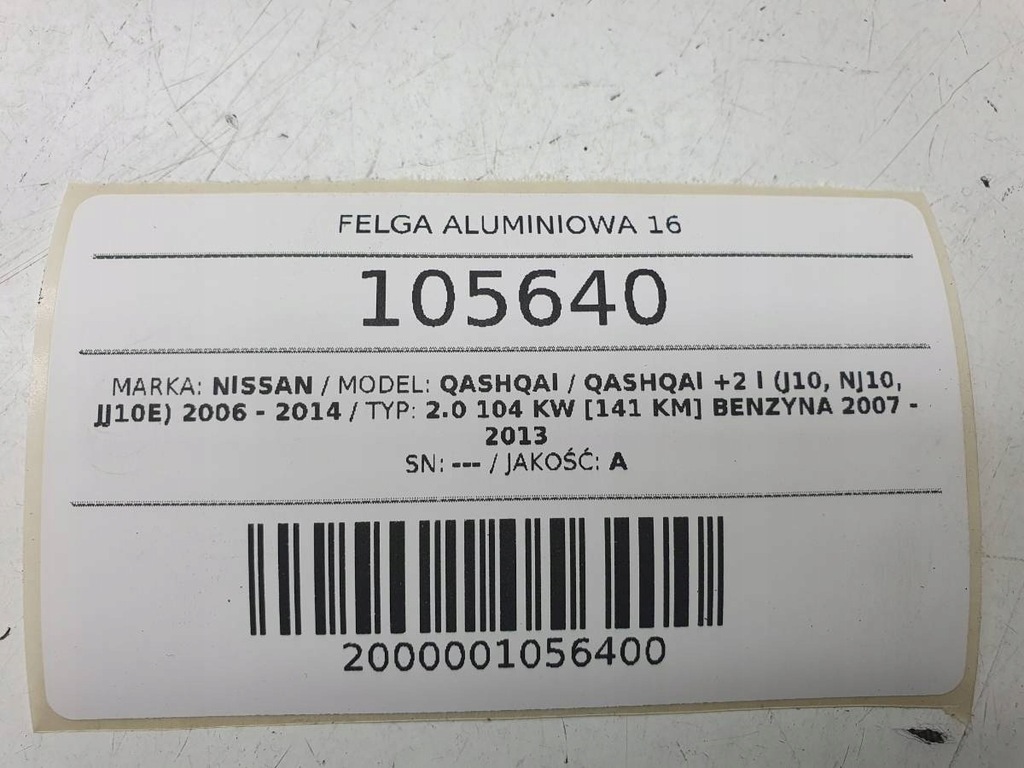 FELGA ALUMINIOWA 16
105640
MARKA: NISSAN / MODEL: QASHQAI / QASHQAI +2 I (J10, NJ10,
JJ10E) 2006 - 2014 / TYP: 2.0 104 KW [141 KM] BENZYNA 2007 -
2013
SN: --- / JAKOŚĆ: A
2000001056400